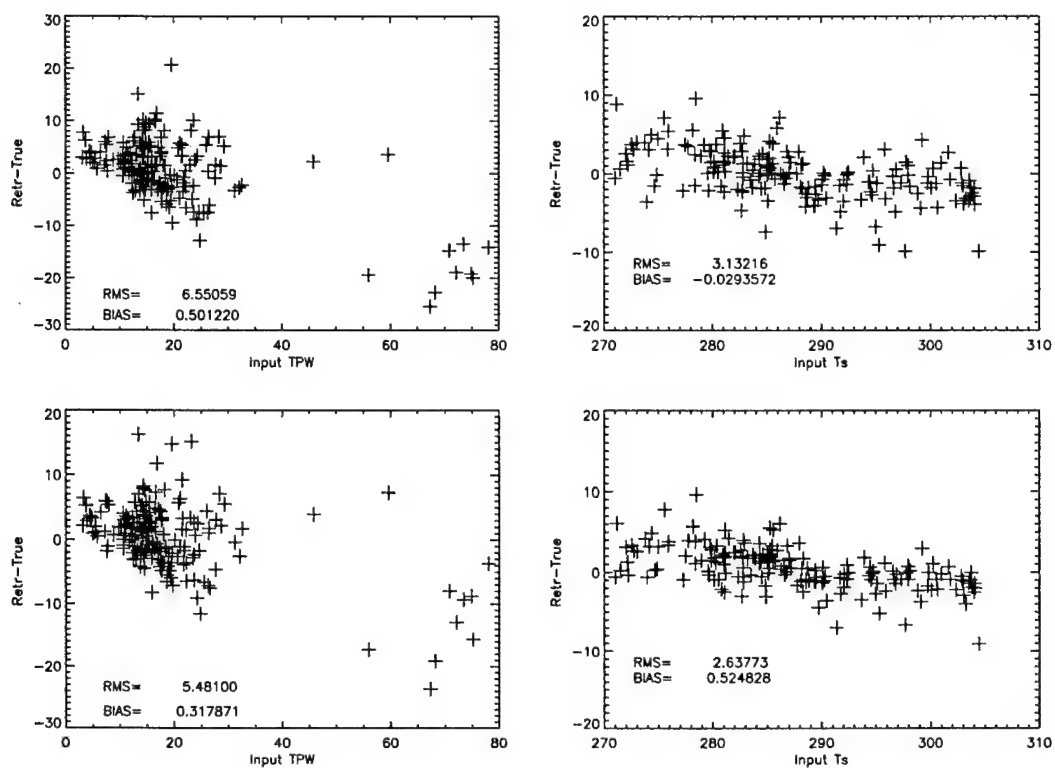 30
20
10
0
-10
-20
-30
Retr-True
RMS= 6.55059
BIAS= 0.501220
0 20 40 60 80
Input TPW
20
10
0
-10
-20
Retr-True
RMS= 3.13216
BIAS= -0.0293572
270 280 290 300 310
Input Ts
20
10
0
-10
-20
-30
Retr-True
RMS= 5.48100
BIAS= 0.317871
0 20 40 60 80
Input TPW
20
10
0
-10
-20
Retr-True
RMS= 2.63773
BIAS= 0.524828
270 280 290 300 310
Input Ts